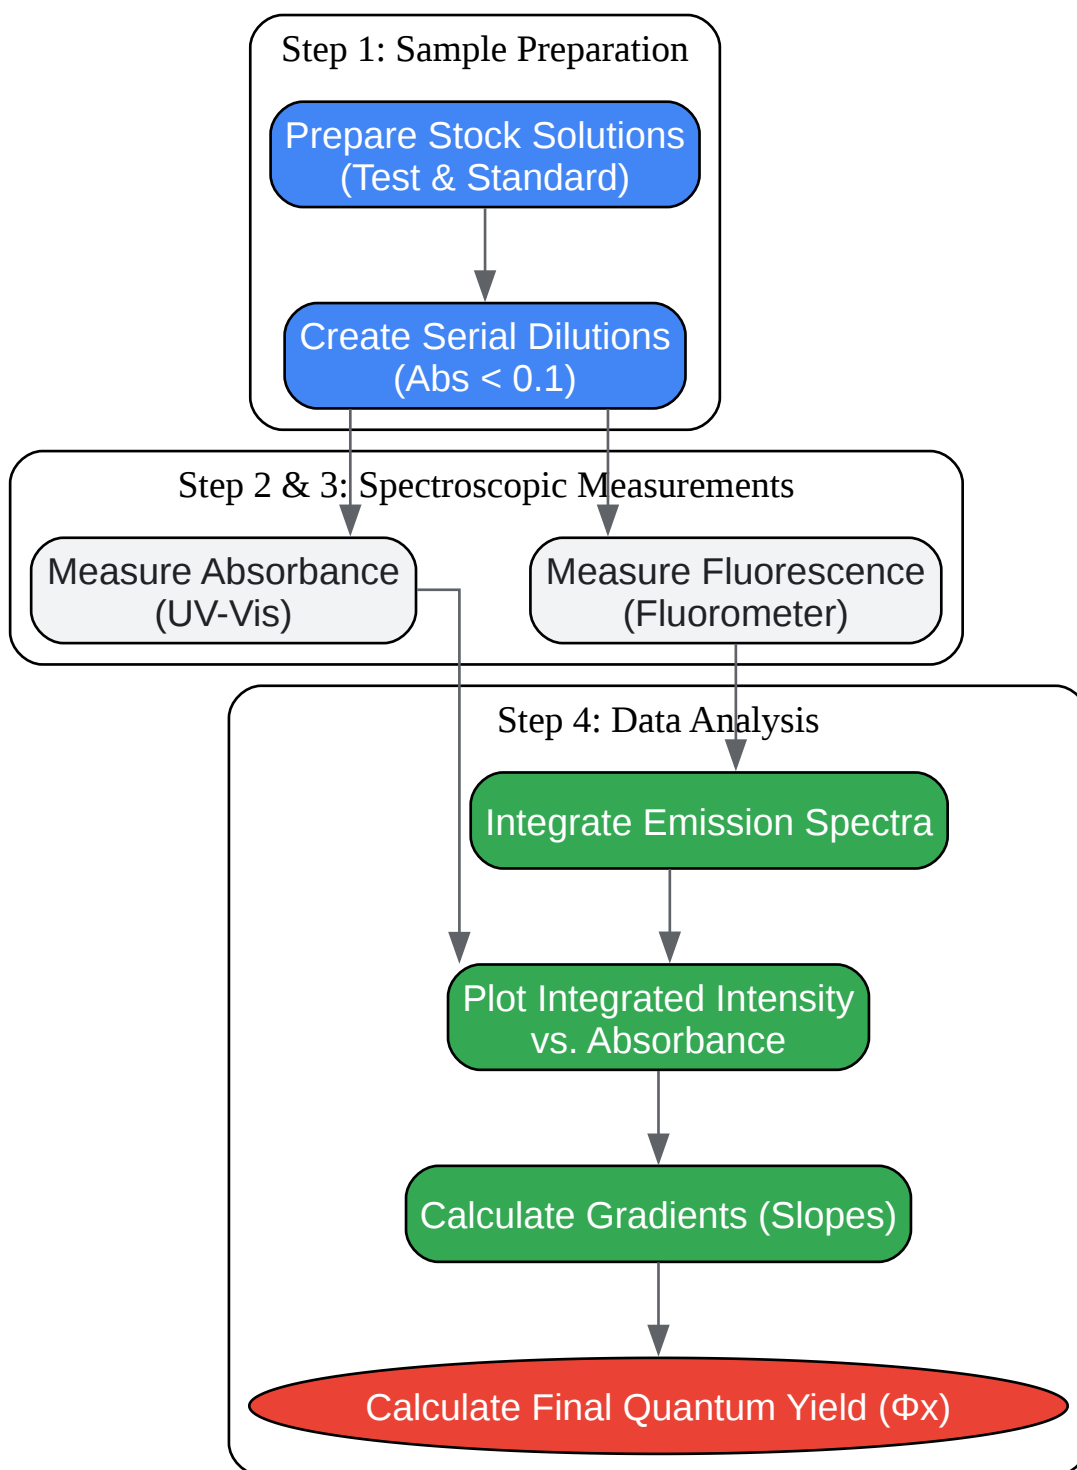 Step 1: Sample Preparation
Prepare Stock Solutions
(Test & Standard)
Create Serial Dilutions
(Abs < 0.1)
Step 2 & 3: Spectroscopic Measurements
Measure Absorbance
(UV-Vis)
Measure Fluorescence
(Fluorometer)
Step 4: Data Analysis
Integrate Emission Spectra
Plot Integrated Intensity
vs. Absorbance
Calculate Gradients (Slopes)
Calculate Final Quantum Yield (Φx)